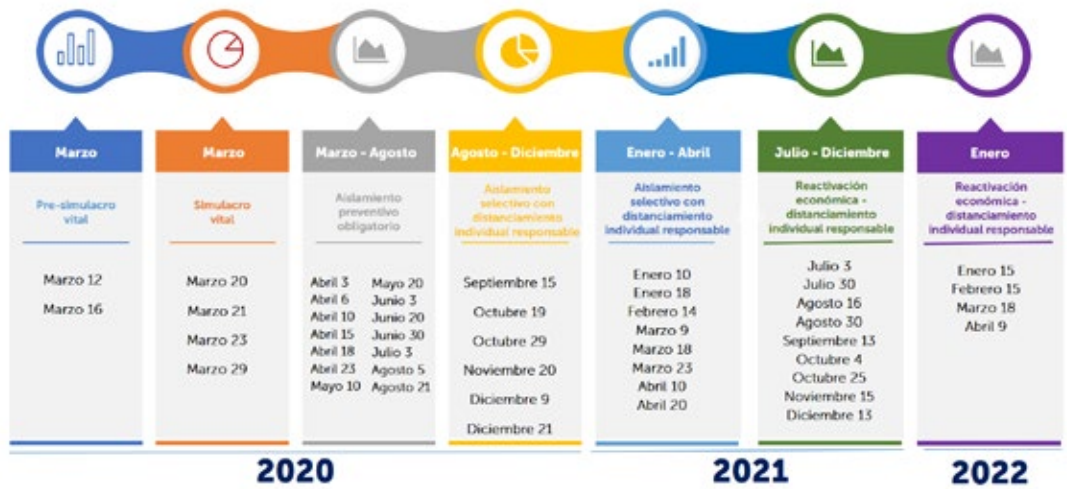 Marzo
Pre-simulacro
vital
Marzo 12
Marzo 16
Marzo
Simulacro
vital
Marzo 20
Marzo 21
Marzo 23
Marzo 29
Marzo - Agosto
Aislamiento
preventivo
obligatorio
Abril 3 Mayo 20
Abril 6 Junio 3
Abril 10 Junio 20
Abril 15 Junio 30
Abril 18 Julio 3
Abril 23 Agosto 5
Mayo 10 Agosto 21
Agosto - Diciembre
Aislamiento
selectivo con
distanciamiento
individual responsable
Septiembre 15
Octubre 19
Octubre 29
Noviembre 20
Diciembre 9
Diciembre 21
2020
Enero - Abril
Aislamiento
selectivo con
distanciamiento
individual responsable
Enero 10
Enero 18
Febrero 14
Marzo 9
Marzo 18
Marzo 23
Abril 10
Abril 20
Julio - Diciembre
Reactivación
económica -
distanciamiento
individual responsable
Julio 3
Julio 30
Agosto 16
Agosto 30
Septiembre 13
Octubre 4
Octubre 25
Noviembre 15
Diciembre 13
2021
Enero
Reactivación
económica -
distanciamiento
individual responsable
Enero 15
Febrero 15
Marzo 18
Abril 9
2022